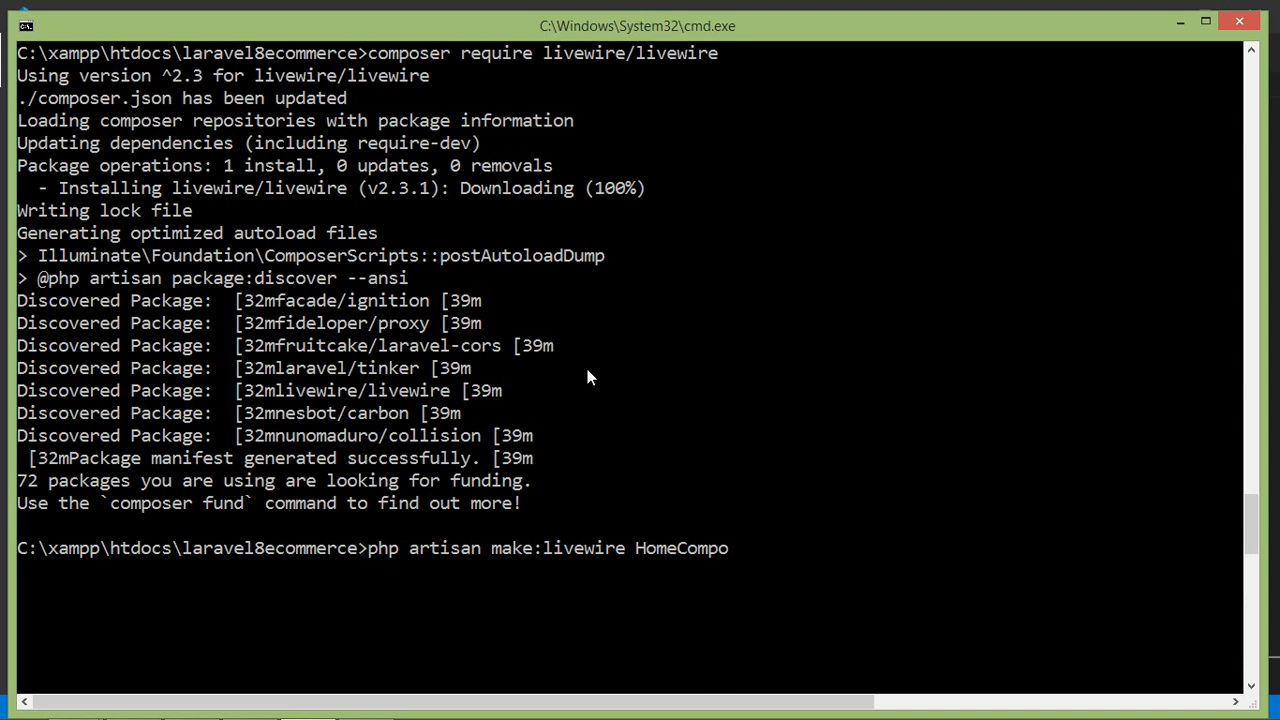 C:\Windows\System32\cmd.exe
C:\xampp\htdocs\laravel8ecommerce>composer require livewire/livewire
Using version ^2.3 for livewire/livewire
./composer.json has been updated
Loading composer repositories with package information
Updating dependencies (including require-dev)
Package operations: 1 install, 0 updates, 0 removals
  - Installing livewire/livewire (v2.3.1): Downloading (100%)
Writing lock file
Generating optimized autoload files
> Illuminate\Foundation\ComposerScripts::postAutoloadDump
> @php artisan package:discover --ansi
Discovered Package:  [32mfacade/ignition [39m
Discovered Package:  [32mfideloper/proxy [39m
Discovered Package:  [32mfruitcake/laravel-cors [39m
Discovered Package:  [32mlaravel/tinker [39m
Discovered Package:  [32mlivewire/livewire [39m
Discovered Package:  [32mnesbot/carbon [39m
Discovered Package:  [32mnunomaduro/collision [39m
 [32mPackage manifest generated successfully. [39m
72 packages you are using are looking for funding.
Use the `composer fund` command to find out more!
C:\xampp\htdocs\laravel8ecommerce>php artisan make:livewire HomeCompo